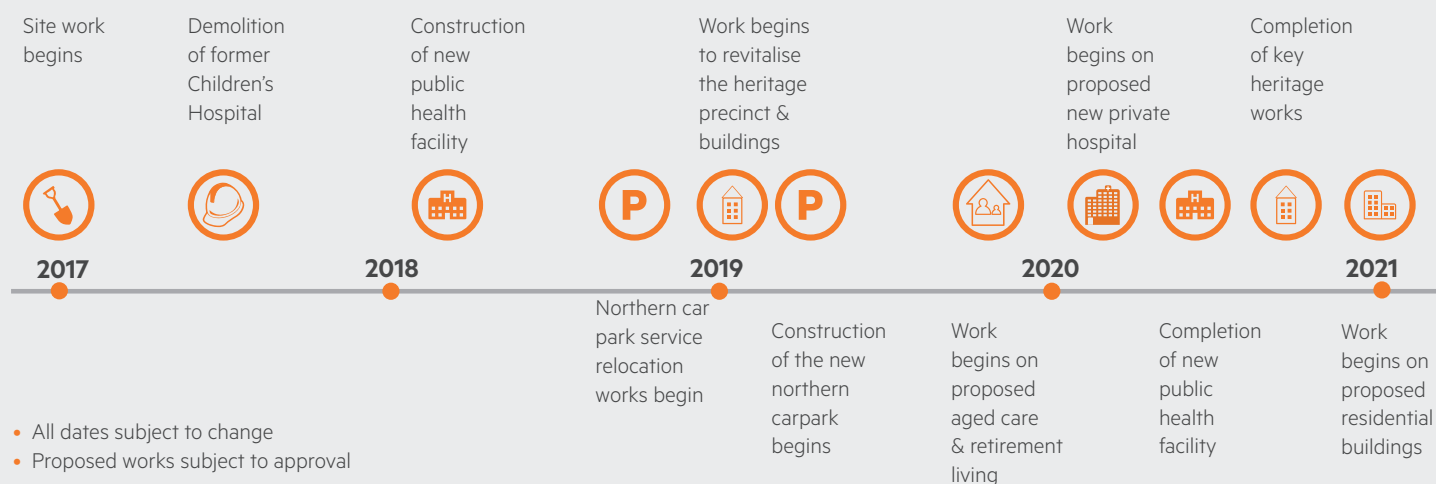 Site work
begins
Demolition
of former
Children's
Hospital
Construction
of new
public
health
facility
Work begins
to revitalise
the heritage
precinct &
buildings
Work
begins on
proposed
new private
hospital
Completion
of key
heritage
works
H
P
P
H
2017
2018
2019
2020
2021
Northern car
park service
relocation
works begin
Construction
of the new
northern
carpark
begins
Work
begins on
proposed
aged care
& retirement
living
Completion
of new
public
health
facility
Work
begins on
proposed
residential
buildings
• All dates subject to change
• Proposed works subject to approval